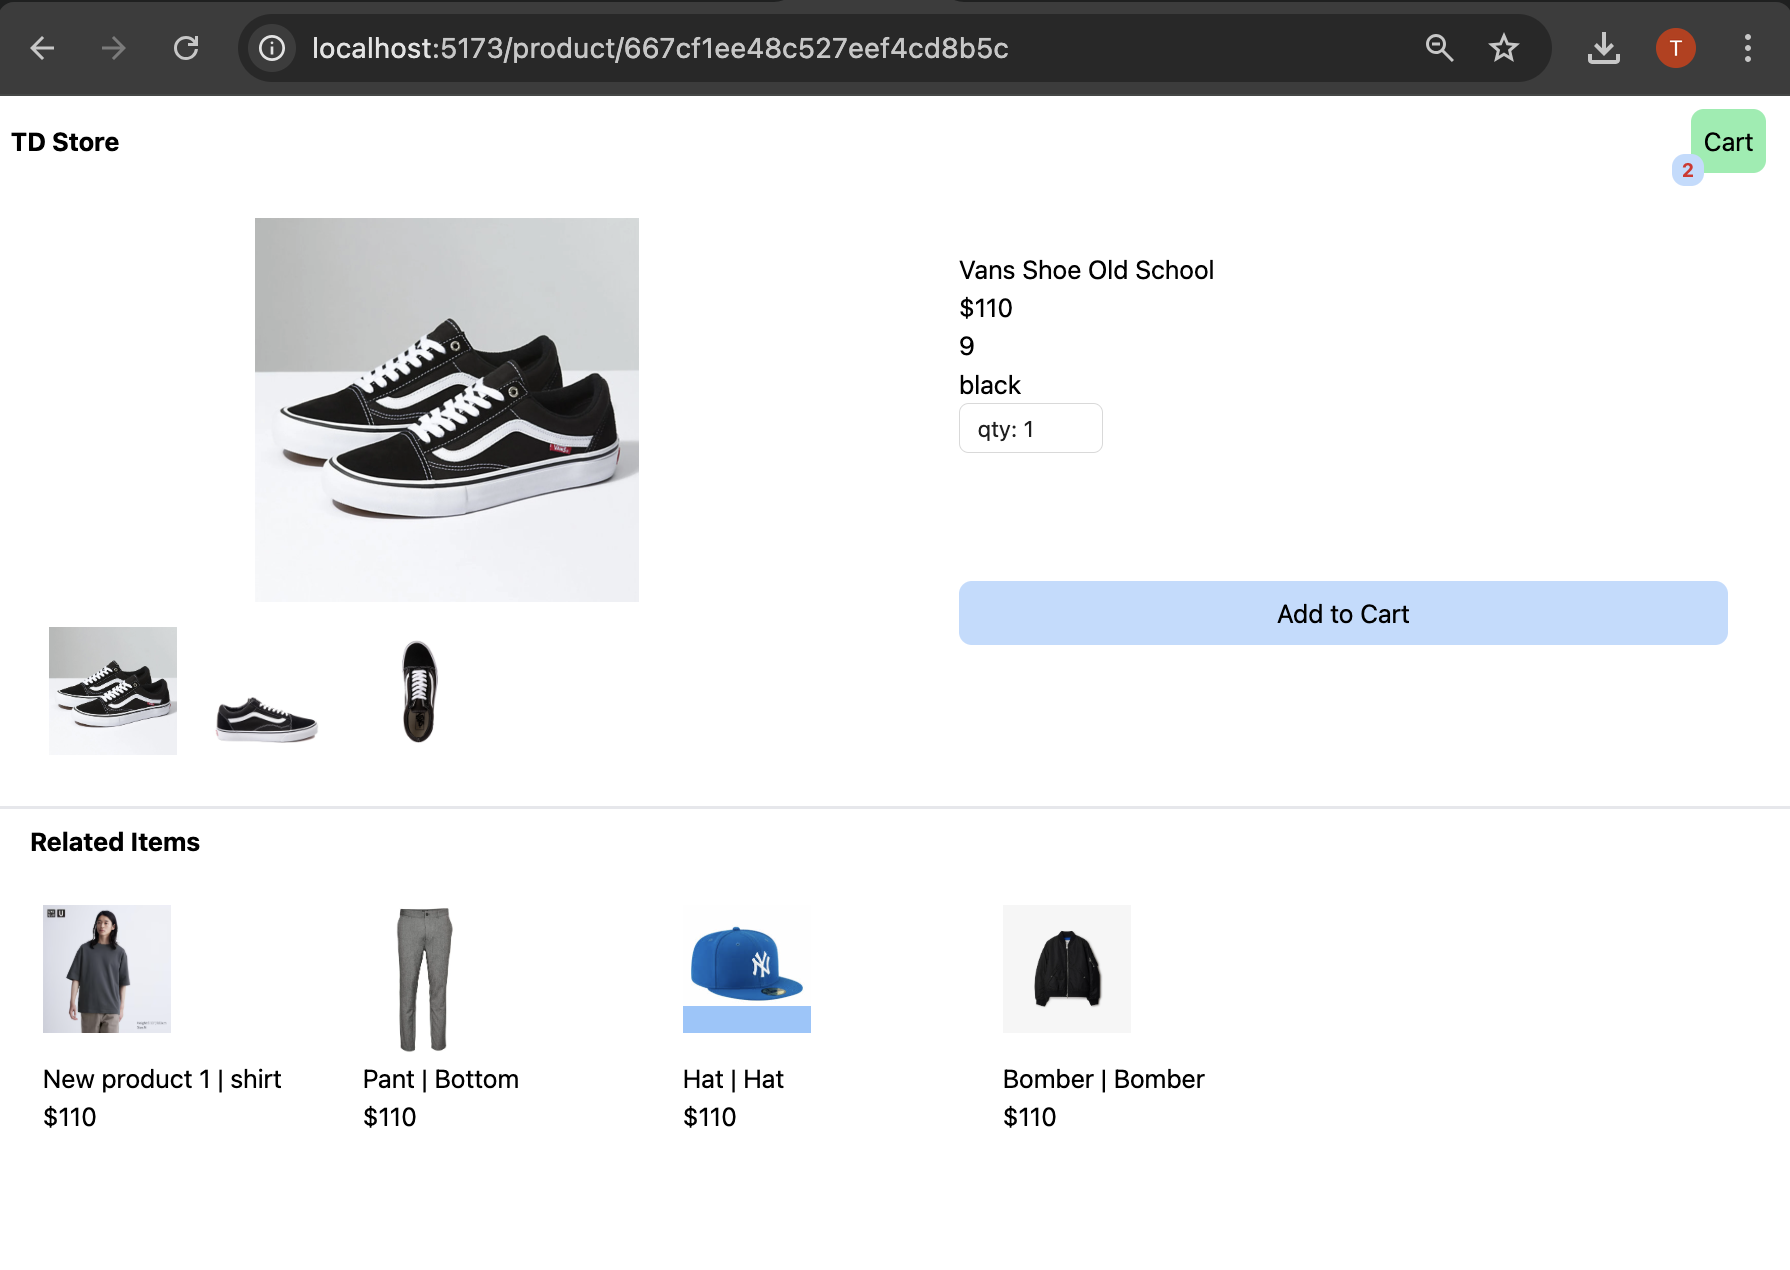 localhost:5173/product/667cf1ee48c527eef4cd8b5c
T
TD Store
Cart
2
Vans Shoe Old School
$110
9
black
qty: 1
Add to Cart
Related Items
New product 1 | shirt
$110
Pant | Bottom
$110
Hat | Hat
$110
Bomber | Bomber
$110